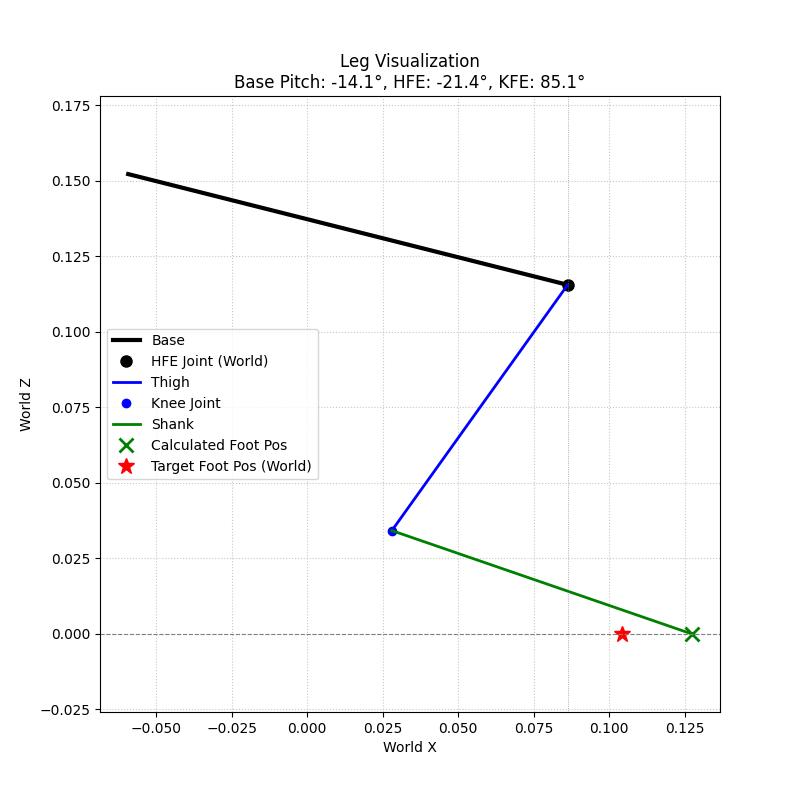 Leg Visualization
Base Pitch: -14.1°, HFE: -21.4°, KFE: 85.1°
World Z
0.175
0.150
0.125
0.100
0.075
0.050
0.025
0.000
−0.025
Base
HFE Joint (World)
Thigh
Knee Joint
Shank
Calculated Foot Pos
Target Foot Pos (World)
−0.050
−0.025
0.000
0.025
0.050
0.075
0.100
0.125
World X